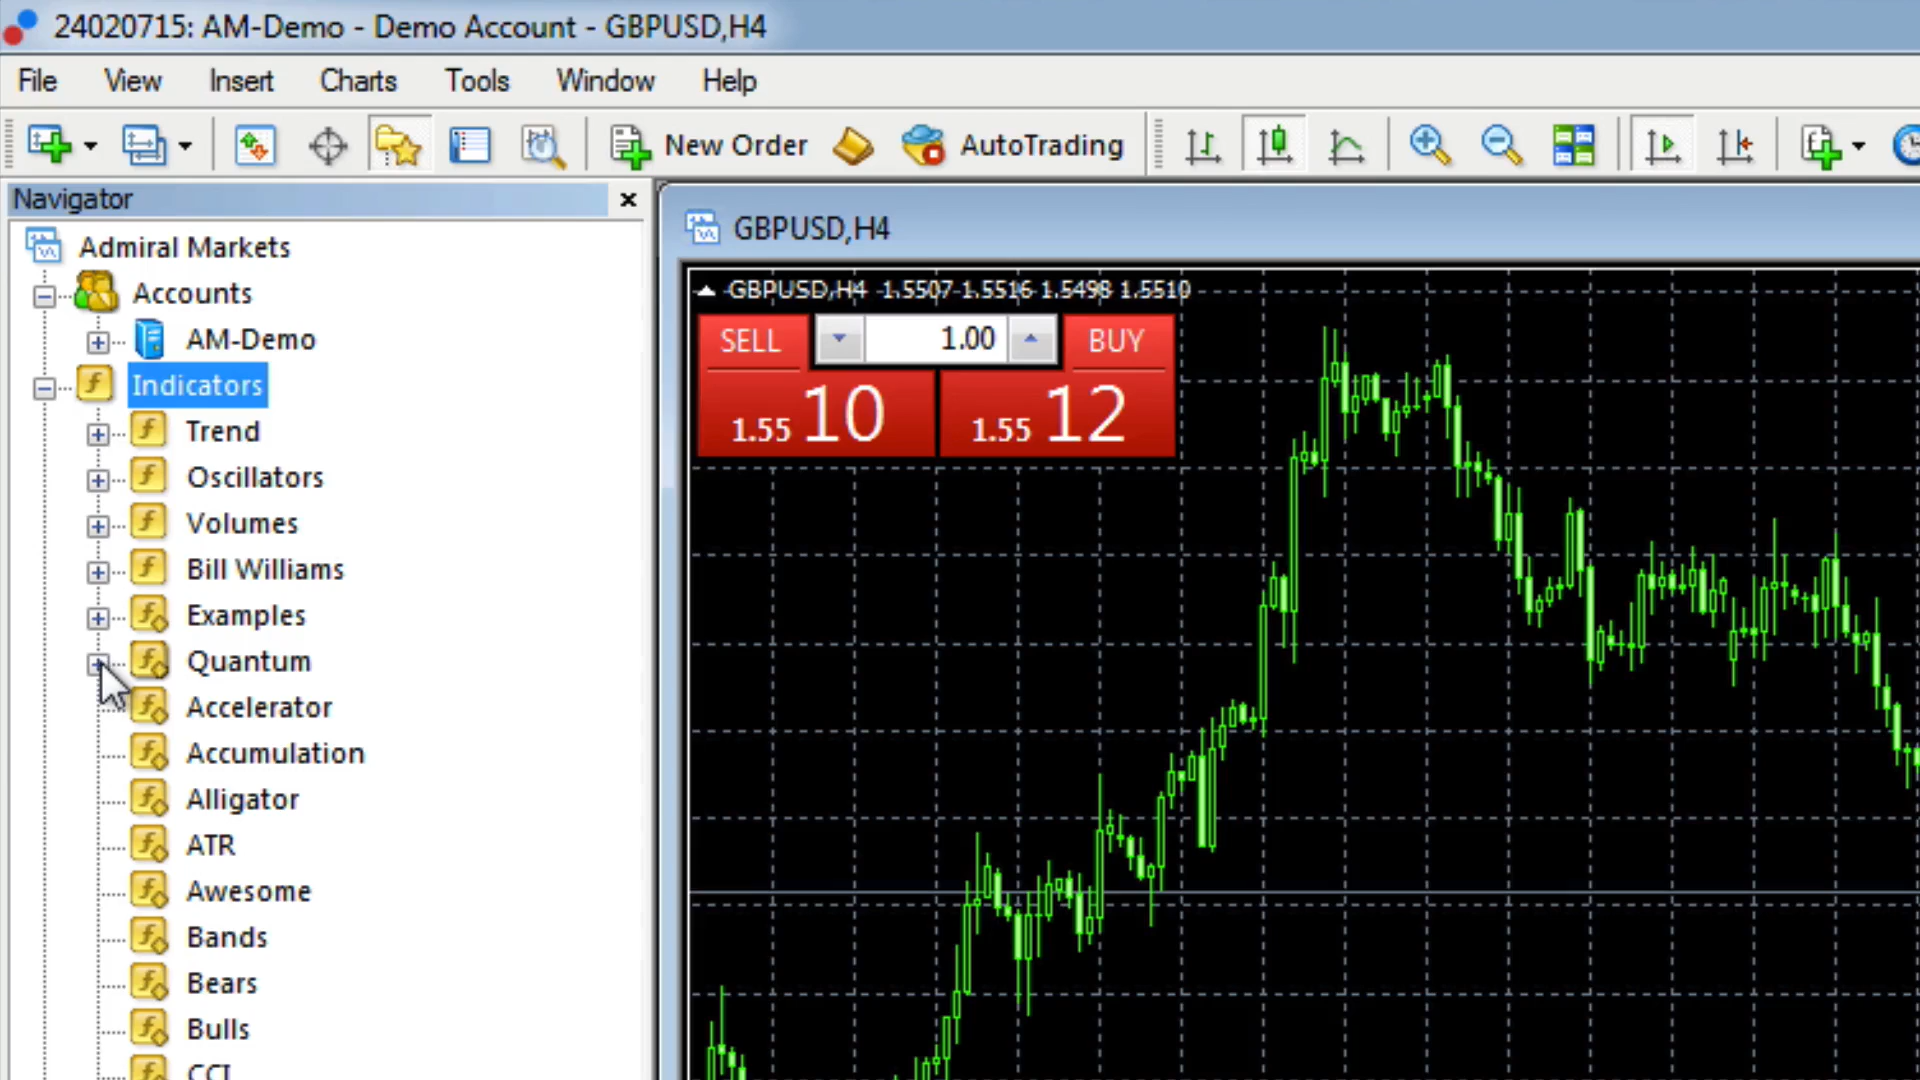 24020715: AM-Demo - Demo Account - GBPUSD,H4
File View Insert Charts Tools Window Help
New Order AutoTrading
Navigator
Admiral Markets
Accounts
AM-Demo
Indicators
Trend
Oscillators
Volumes
Bill Williams
Examples
Quantum
Accelerator
Accumulation
Alligator
ATR
Awesome
Bands
Bears
Bulls
CCI
GBPUSD,H4
GBPUSD,H4 1.5507 1.5516 1.5498 1.5510
SELL 1.00 BUY
1.55 10 1.55 12